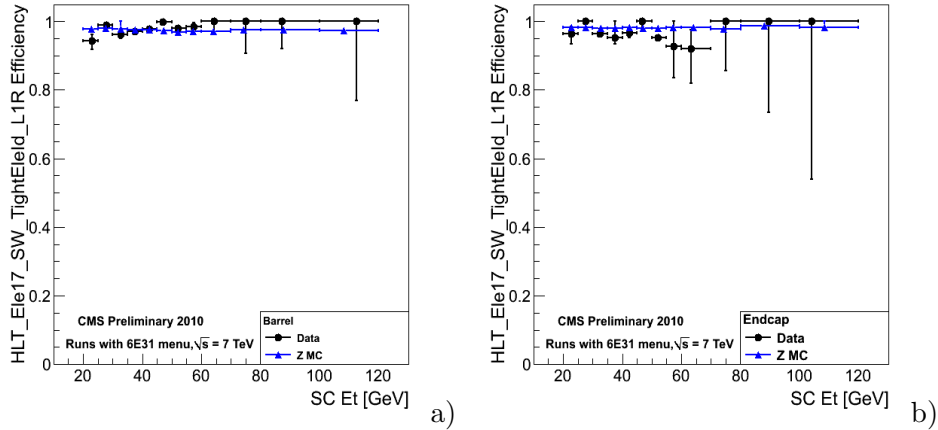 HLT_Ele17_SW_TightEleId_L1R Efficiency
1
0.8
0.6
0.4
0.2
0
CMS Preliminary 2010
Runs with 6E31 menu,√s = 7 TeV
Barrel
Data
Z MC
20 40 60 80 100 120
SC Et [GeV]
a)
HLT_Ele17_SW_TightEleId_L1R Efficiency
1
0.8
0.6
0.4
0.2
0
CMS Preliminary 2010
Runs with 6E31 menu,√s = 7 TeV
Endcap
Data
Z MC
20 40 60 80 100 120
SC Et [GeV]
b)